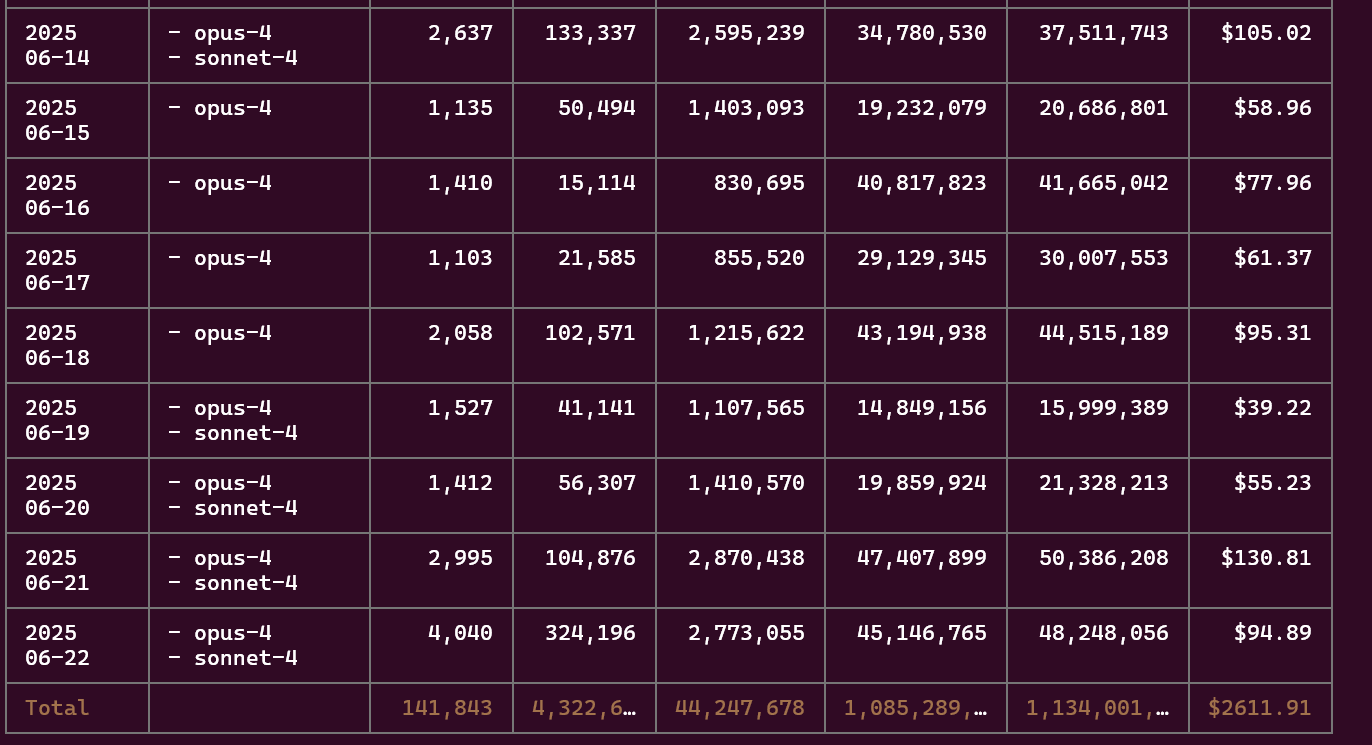 2025 - opus-4 2,637 133,337 2,595,239 34,780,530 37,511,743 $105.02
06-14 - sonnet-4
2025 - opus-4 1,135 50,494 1,403,093 19,232,079 20,686,801 $58.96
06-15
2025 - opus-4 1,410 15,114 830,695 40,817,823 41,665,042 $77.96
06-16
2025 - opus-4 1,103 21,585 855,520 29,129,345 30,007,553 $61.37
06-17
2025 - opus-4 2,058 102,571 1,215,622 43,194,938 44,515,189 $95.31
06-18
2025 - opus-4 1,527 41,141 1,107,565 14,849,156 15,999,389 $39.22
06-19 - sonnet-4
2025 - opus-4 1,412 56,307 1,410,570 19,859,924 21,328,213 $55.23
06-20 - sonnet-4
2025 - opus-4 2,995 104,876 2,870,438 47,407,899 50,386,208 $130.81
06-21 - sonnet-4
2025 - opus-4 4,040 324,196 2,773,055 45,146,765 48,248,056 $94.89
06-22 - sonnet-4
Total 141,843 4,322,6… 44,247,678 1,085,289,… 1,134,001,… $2611.91